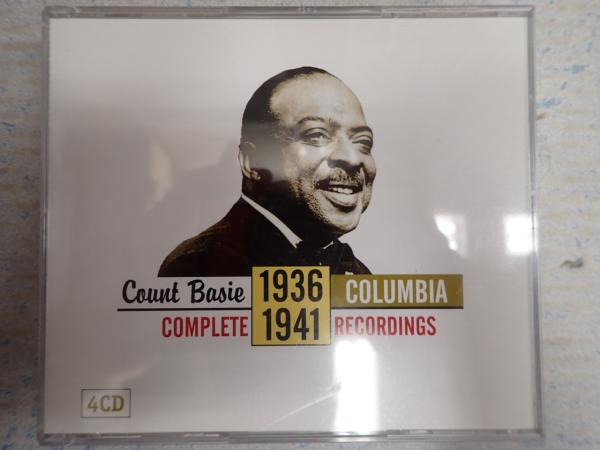 Count Basie 1936 COLUMBIA
COMPLETE 1941 RECORDINGS
4CD